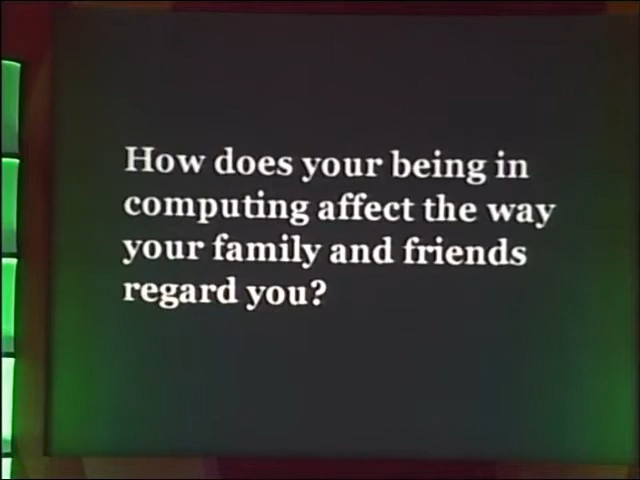 How does your being in
computing affect the way
your family and friends
regard you?